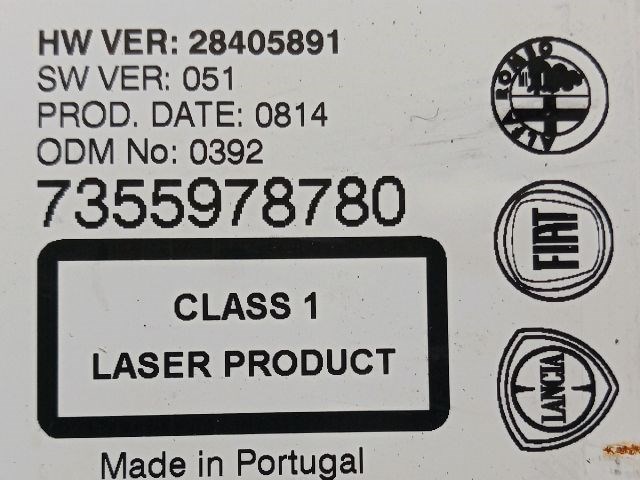 HW VER: 28405891
SW VER: 051
PROD. DATE: 0814
ODM No: 0392
7355978780
CLASS 1
LASER PRODUCT
Made in Portugal
ALFA ROMEO
FIAT
LANCIA